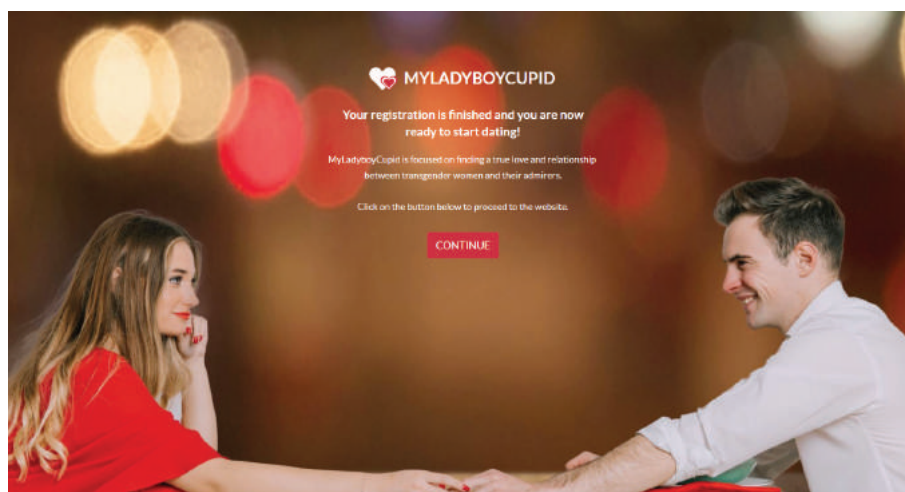 MYLADYBOYCUPID
Your registration is finished and you are now
ready to start dating!
MyLadyboyCupid is focused on finding a true love and relationship
between transgender women and their admirers.
Click on the button below to proceed to the website.
CONTINUE